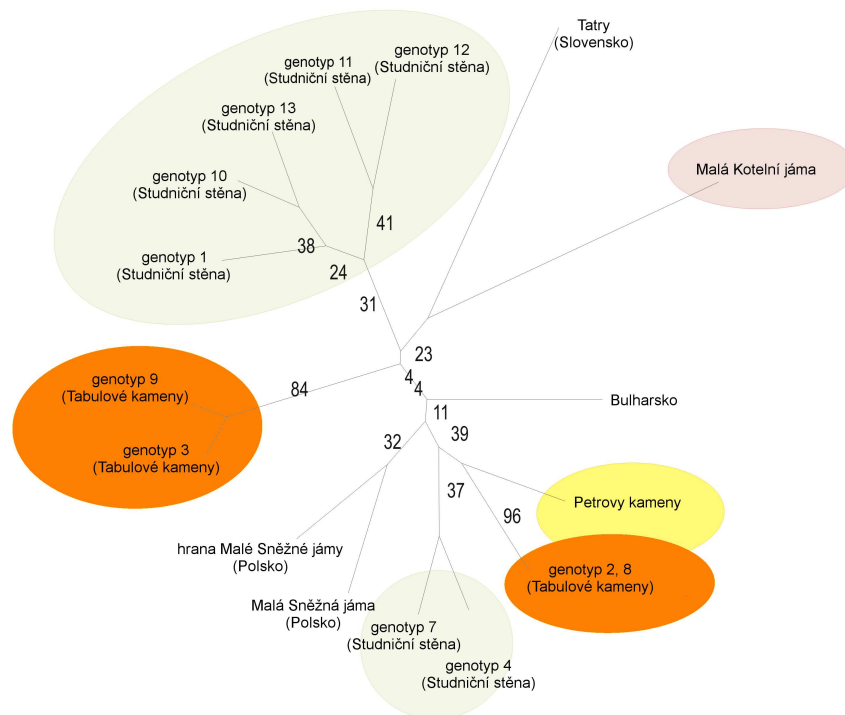 Tatry
(Slovensko)
genotyp 12
(Studniční stěna)
genotyp 11
(Studniční stěna)
genotyp 13
(Studniční stěna)
genotyp 10
(Studniční stěna)
genotyp 1
(Studniční stěna)
Malá Kotelní jáma
41
38
24
31
23
4
4
84
genotyp 9
(Tabulové kameny)
genotyp 3
(Tabulové kameny)
Bulharsko
11
32
39
37
96
Petrovy kameny
hrana Malé Sněžné jámy
(Polsko)
genotyp 2, 8
(Tabulové kameny)
Malá Sněžná jáma
(Polsko)
genotyp 7
(Studniční stěna)
genotyp 4
(Studniční stěna)